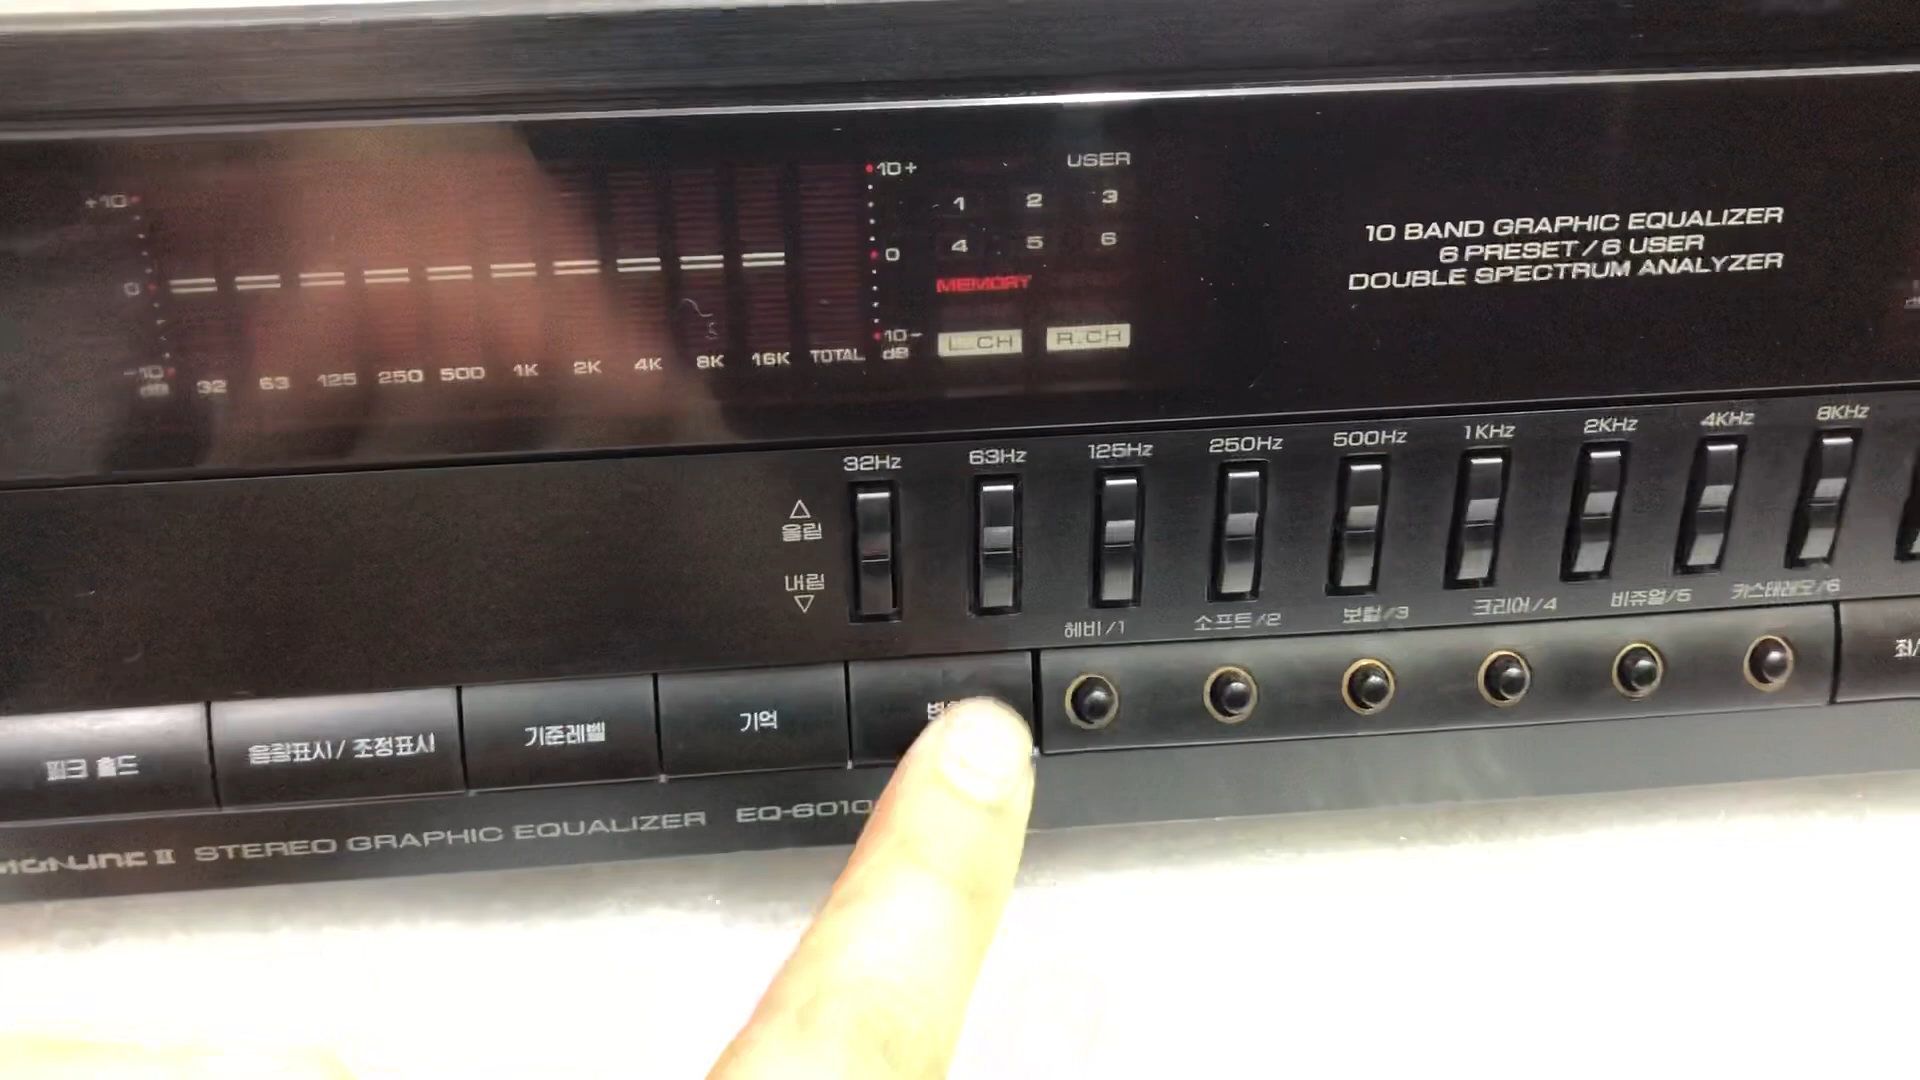 +10
10+
USER
1 2 3
0
0
4 5 6
MEMORY
-10
dB
10-
dB
32 63 125 250 500 1K 2K 4K 8K 16K TOTAL
L.CH R.CH
10 BAND GRAPHIC EQUALIZER
6 PRESET / 6 USER
DOUBLE SPECTRUM ANALYZER
32Hz 63Hz 125Hz 250Hz 500Hz 1KHz 2KHz 4KHz 8KHz
△
올림
내림
▽
헤비/1 소프트/2 보컬/3 크리어/4 비쥬얼/5 카스테레오/6
피크 홀드 음량표시/조정표시 기준레벨 기억
STEREO GRAPHIC EQUALIZER EQ-6010